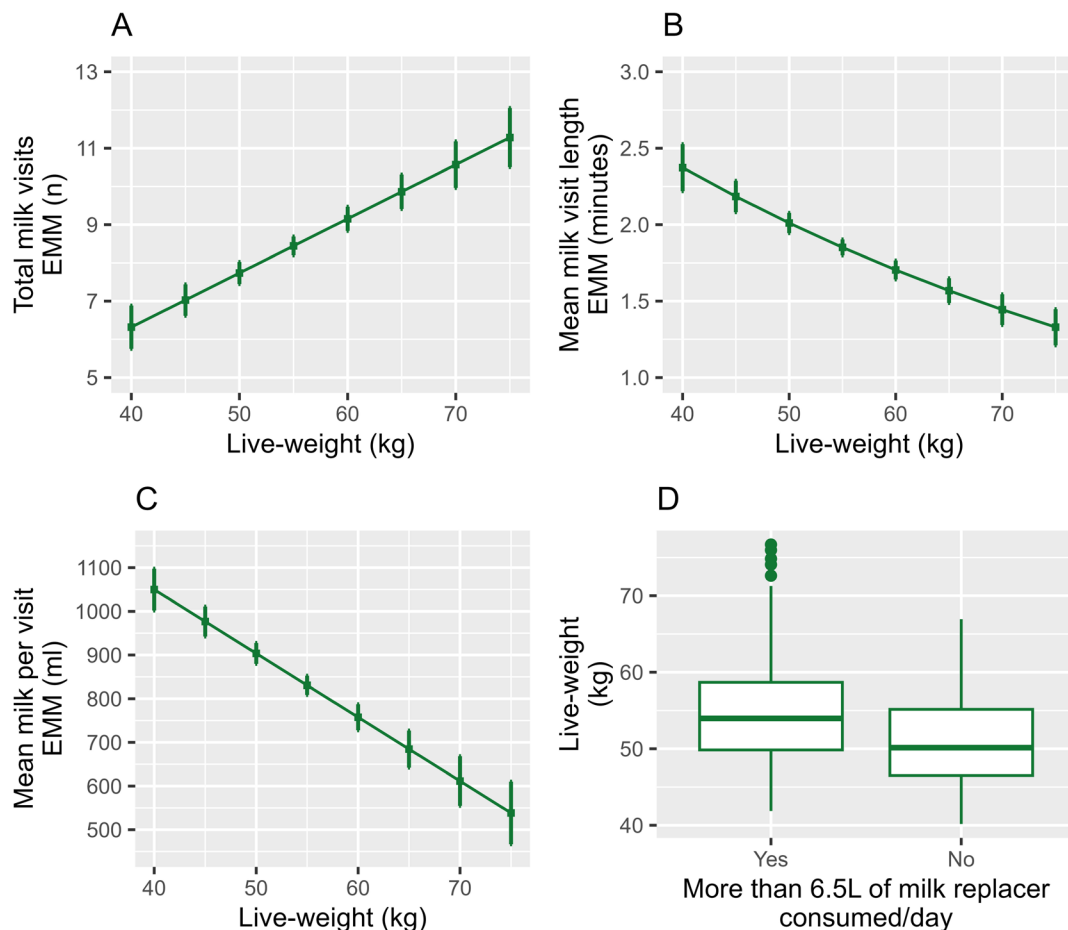 A
Total milk visits
EMM (n)
13
11
9
7
5
40 50 60 70
Live-weight (kg)
B
Mean milk visit length
EMM (minutes)
3.0
2.5
2.0
1.5
1.0
40 50 60 70
Live-weight (kg)
C
Mean milk per visit
EMM (ml)
1100
1000
900
800
700
600
500
40 50 60 70
Live-weight (kg)
D
Live-weight
(kg)
70
60
50
40
Yes No
More than 6.5L of milk replacer
consumed/day